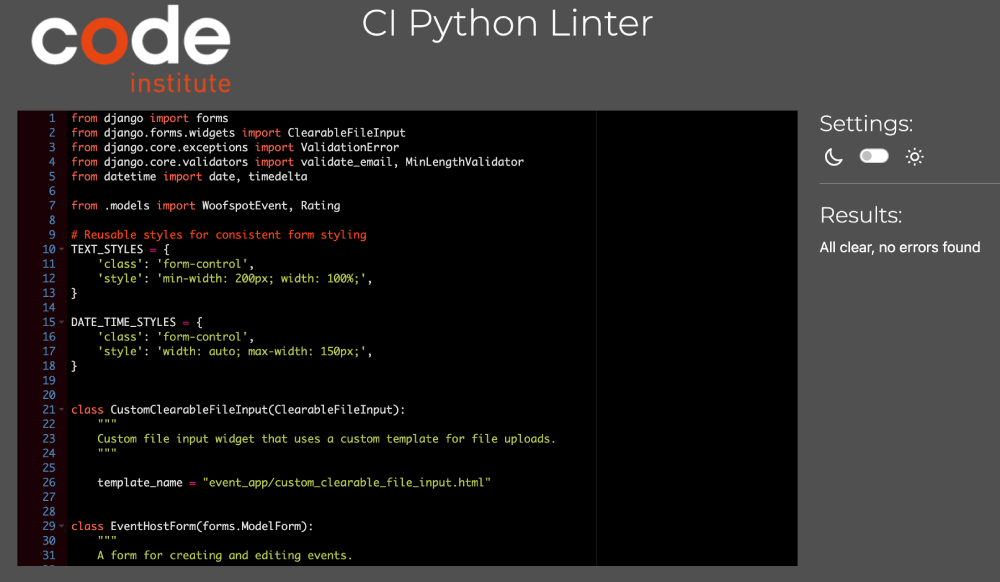 code
institute
CI Python Linter
1 from django import forms
2 from django.forms.widgets import ClearableFileInput
3 from django.core.exceptions import ValidationError
4 from django.core.validators import validate_email, MinLengthValidator
5 from datetime import date, timedelta
6
7 from .models import WoofspotEvent, Rating
8
9 # Reusable styles for consistent form styling
10 TEXT_STYLES = {
11     'class': 'form-control',
12     'style': 'min-width: 200px; width: 100%;',
13 }
14
15 DATE_TIME_STYLES = {
16     'class': 'form-control',
17     'style': 'width: auto; max-width: 150px;',
18 }
19
20
21 class CustomClearableFileInput(ClearableFileInput):
22     """
23     Custom file input widget that uses a custom template for file uploads.
24     """
25
26     template_name = "event_app/custom_clearable_file_input.html"
27
28
29 class EventHostForm(forms.ModelForm):
30     """
31     A form for creating and editing events.
Settings:
Results:
All clear, no errors found